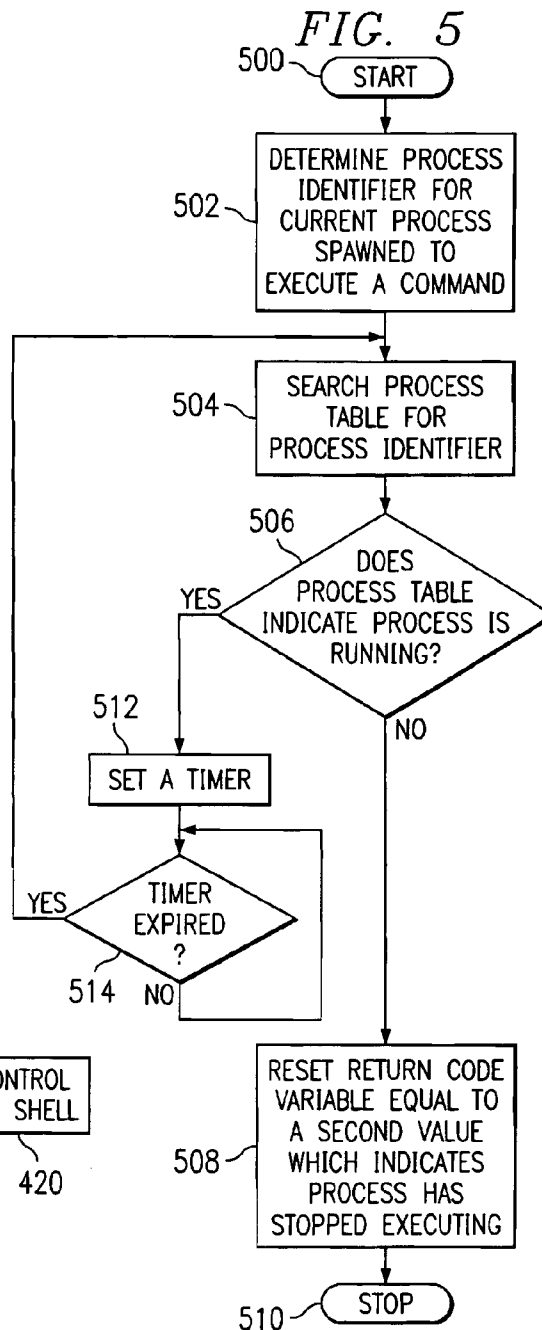 FIG. 5
500
START
502
DETERMINE PROCESS
IDENTIFIER FOR
CURRENT PROCESS
SPAWNED TO
EXECUTE A COMMAND
504
SEARCH PROCESS
TABLE FOR
PROCESS IDENTIFIER
506
DOES
PROCESS TABLE
INDICATE PROCESS IS
RUNNING?
YES
NO
512
SET A TIMER
YES
TIMER
EXPIRED
?
514
NO
ONTROL
SHELL
420
508
RESET RETURN CODE
VARIABLE EQUAL TO
A SECOND VALUE
WHICH INDICATES
PROCESS HAS
STOPPED EXECUTING
510
STOP